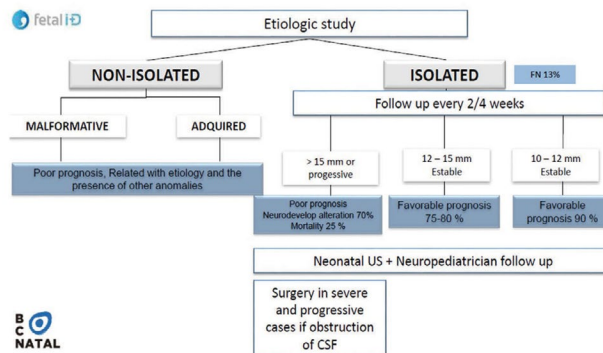 fetal i+D
Etiologic study
NON-ISOLATED
ISOLATED
FN 13%
Follow up every 2/4 weeks
MALFORMATIVE
ADQUIRED
Poor prognosis, Related with etiology and the
presence of other anomalies
> 15 mm or
progessive
12 – 15 mm
Estable
10 – 12 mm
Estable
Poor prognosis
Neurodevelop alteration 70%
Mortality 25 %
Favorable prognosis
75-80 %
Favorable
prognosis 90 %
Neonatal US + Neuropediatrician follow up
Surgery in severe
and progressive
cases if obstruction
of CSF
B
C
NATAL